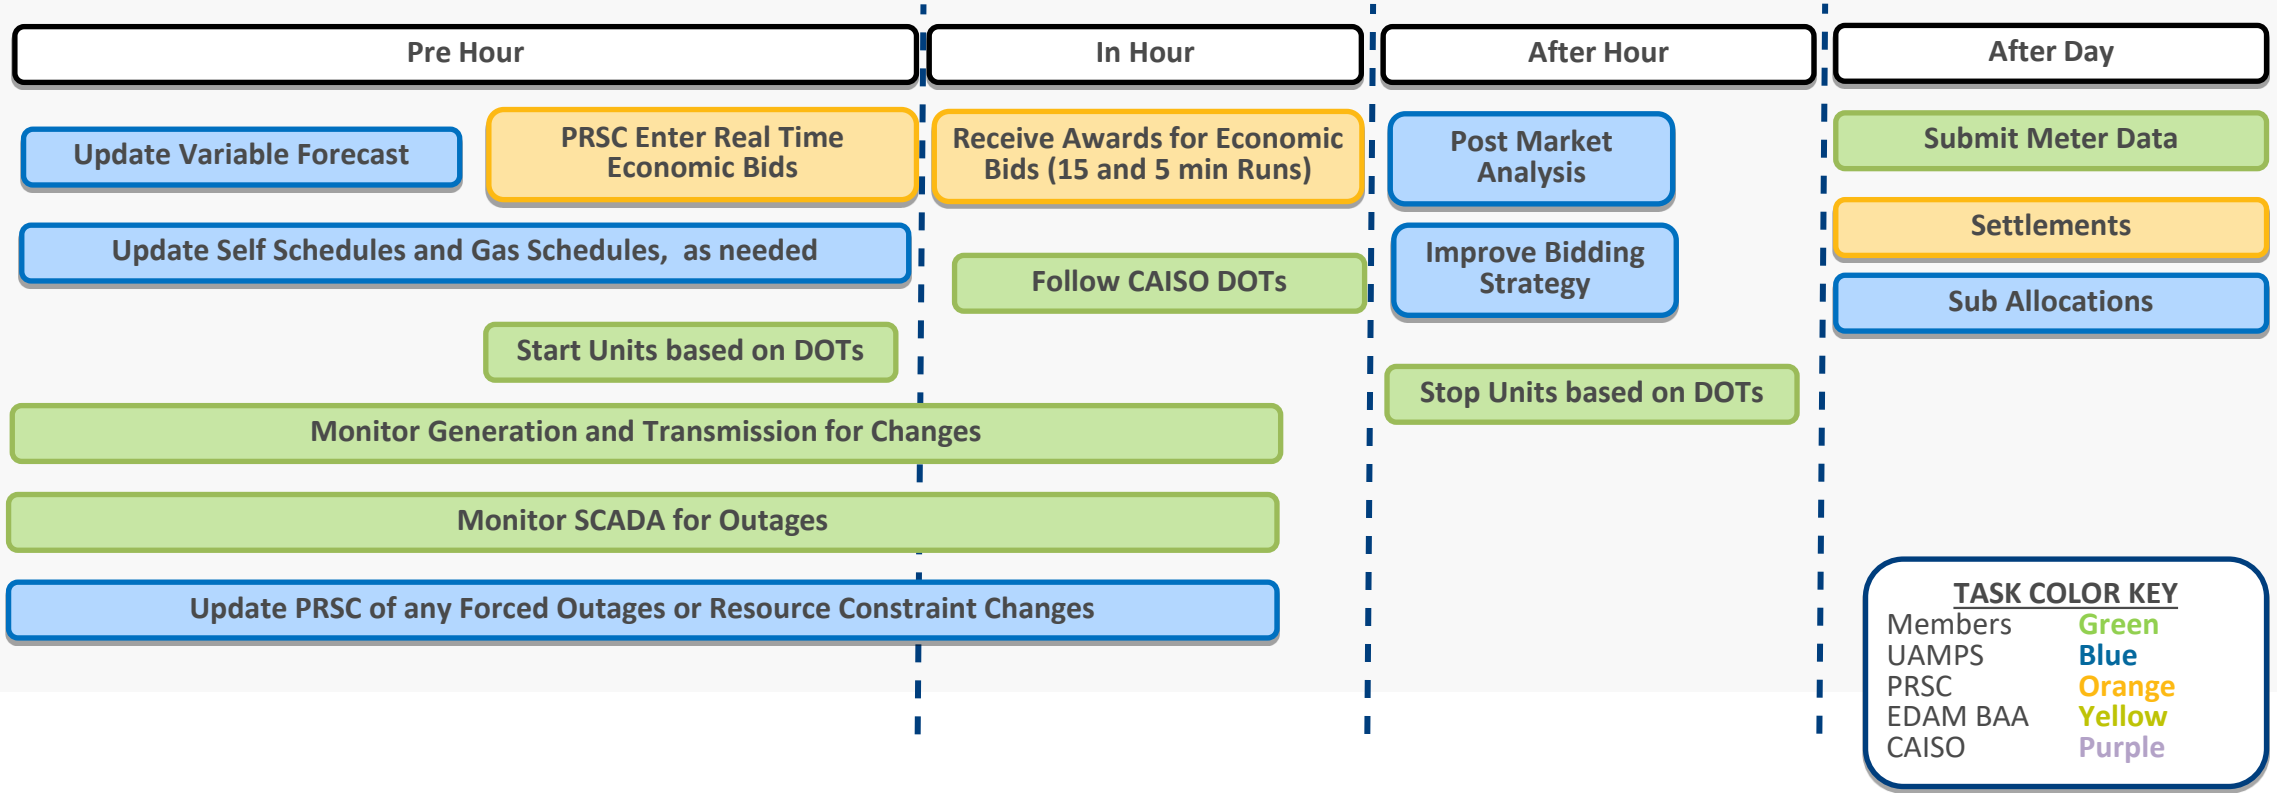 Pre Hour
In Hour
After Hour
After Day
Update Variable Forecast
PRSC Enter Real Time
Economic Bids
Receive Awards for Economic
Bids (15 and 5 min Runs)
Post Market
Analysis
Submit Meter Data
Update Self Schedules and Gas Schedules,  as needed
Follow CAISO DOTs
Improve Bidding
Strategy
Settlements
Sub Allocations
Start Units based on DOTs
Stop Units based on DOTs
Monitor Generation and Transmission for Changes
Monitor SCADA for Outages
Update PRSC of any Forced Outages or Resource Constraint Changes
TASK COLOR KEY
Members Green
UAMPS Blue
PRSC Orange
EDAM BAA Yellow
CAISO Purple